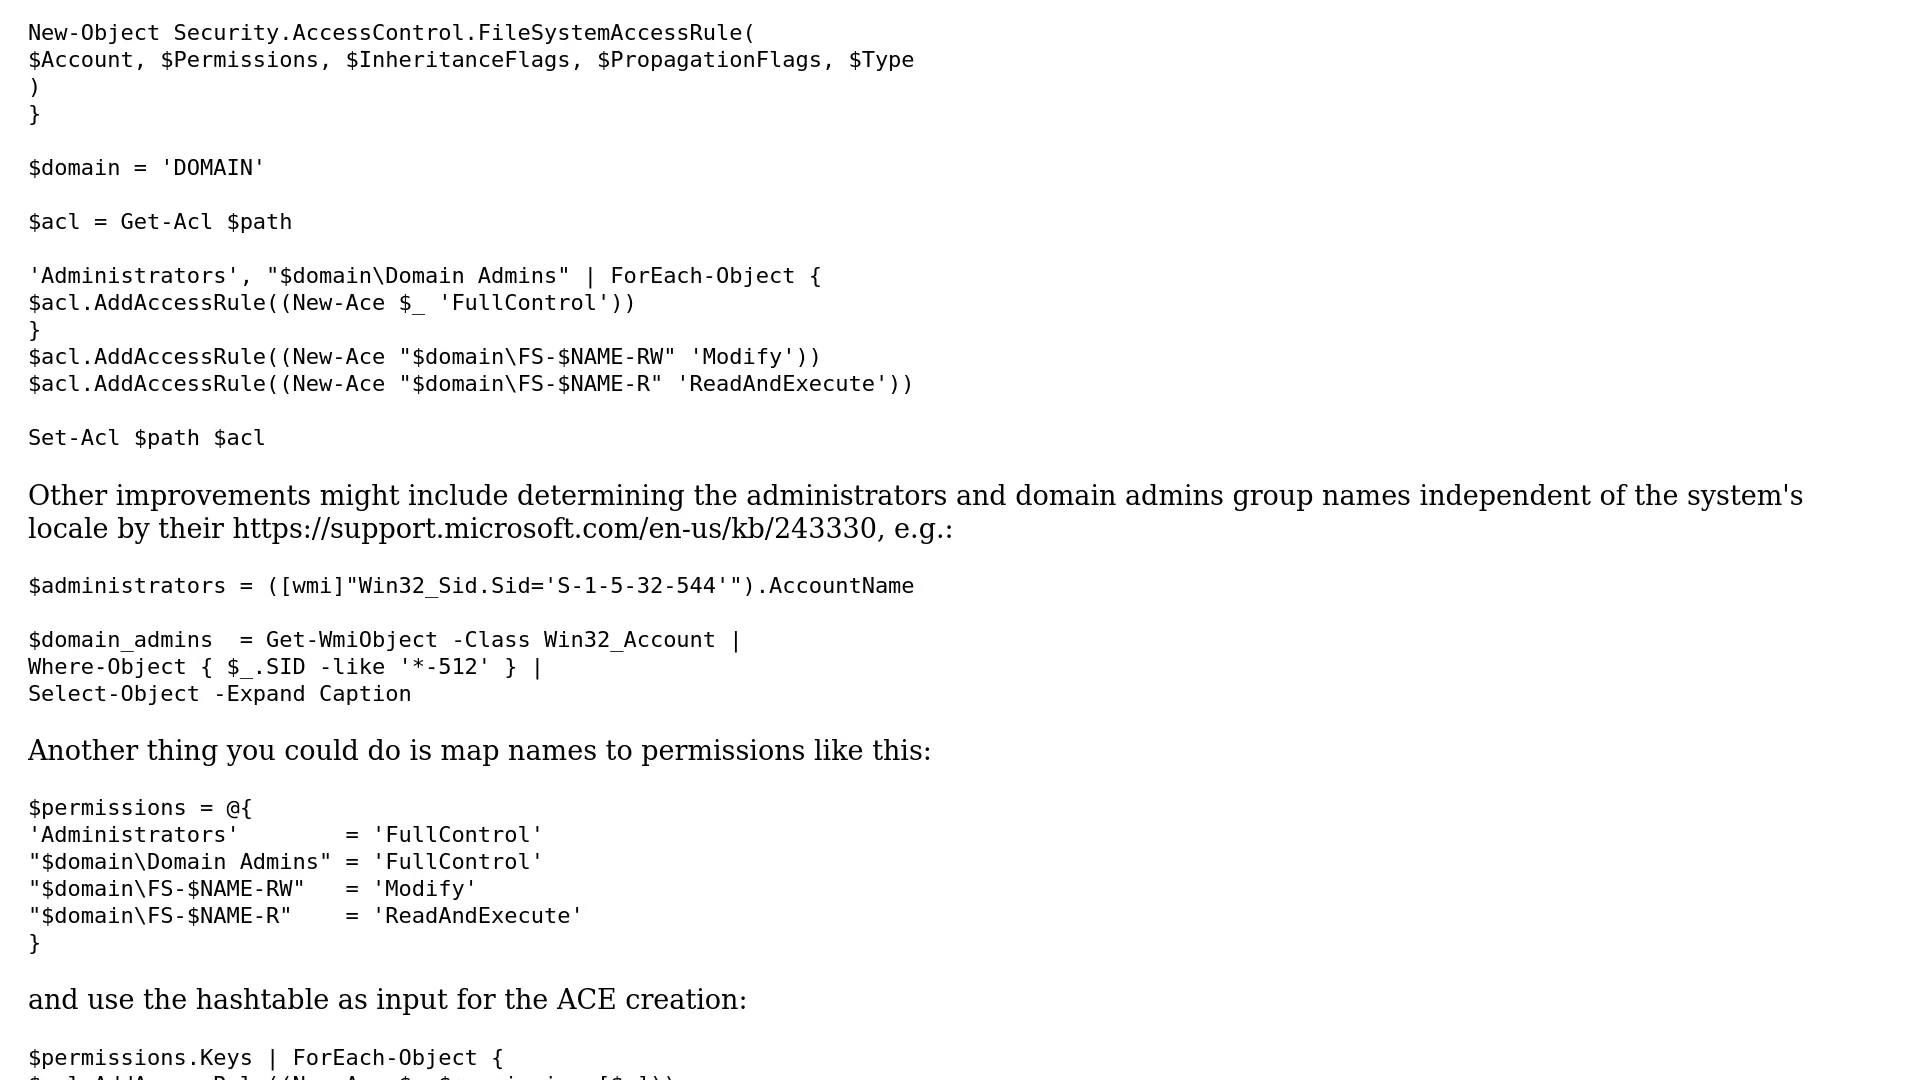 New-Object Security.AccessControl.FileSystemAccessRule(
$Account, $Permissions, $InheritanceFlags, $PropagationFlags, $Type
)
}
$domain = 'DOMAIN'
$acl = Get-Acl $path
'Administrators', "$domain\Domain Admins" | ForEach-Object {
$acl.AddAccessRule((New-Ace $_ 'FullControl'))
}
$acl.AddAccessRule((New-Ace "$domain\FS-$NAME-RW" 'Modify'))
$acl.AddAccessRule((New-Ace "$domain\FS-$NAME-R" 'ReadAndExecute'))
Set-Acl $path $acl
Other improvements might include determining the administrators and domain admins group names independent of the system's
locale by their https://support.microsoft.com/en-us/kb/243330, e.g.:
$administrators = ([wmi]"Win32_Sid.Sid='S-1-5-32-544'").AccountName
$domain_admins  = Get-WmiObject -Class Win32_Account |
Where-Object { $_.SID -like '*-512' } |
Select-Object -Expand Caption
Another thing you could do is map names to permissions like this:
$permissions = @{
'Administrators'        = 'FullControl'
"$domain\Domain Admins" = 'FullControl'
"$domain\FS-$NAME-RW"   = 'Modify'
"$domain\FS-$NAME-R"    = 'ReadAndExecute'
}
and use the hashtable as input for the ACE creation:
$permissions.Keys | ForEach-Object {